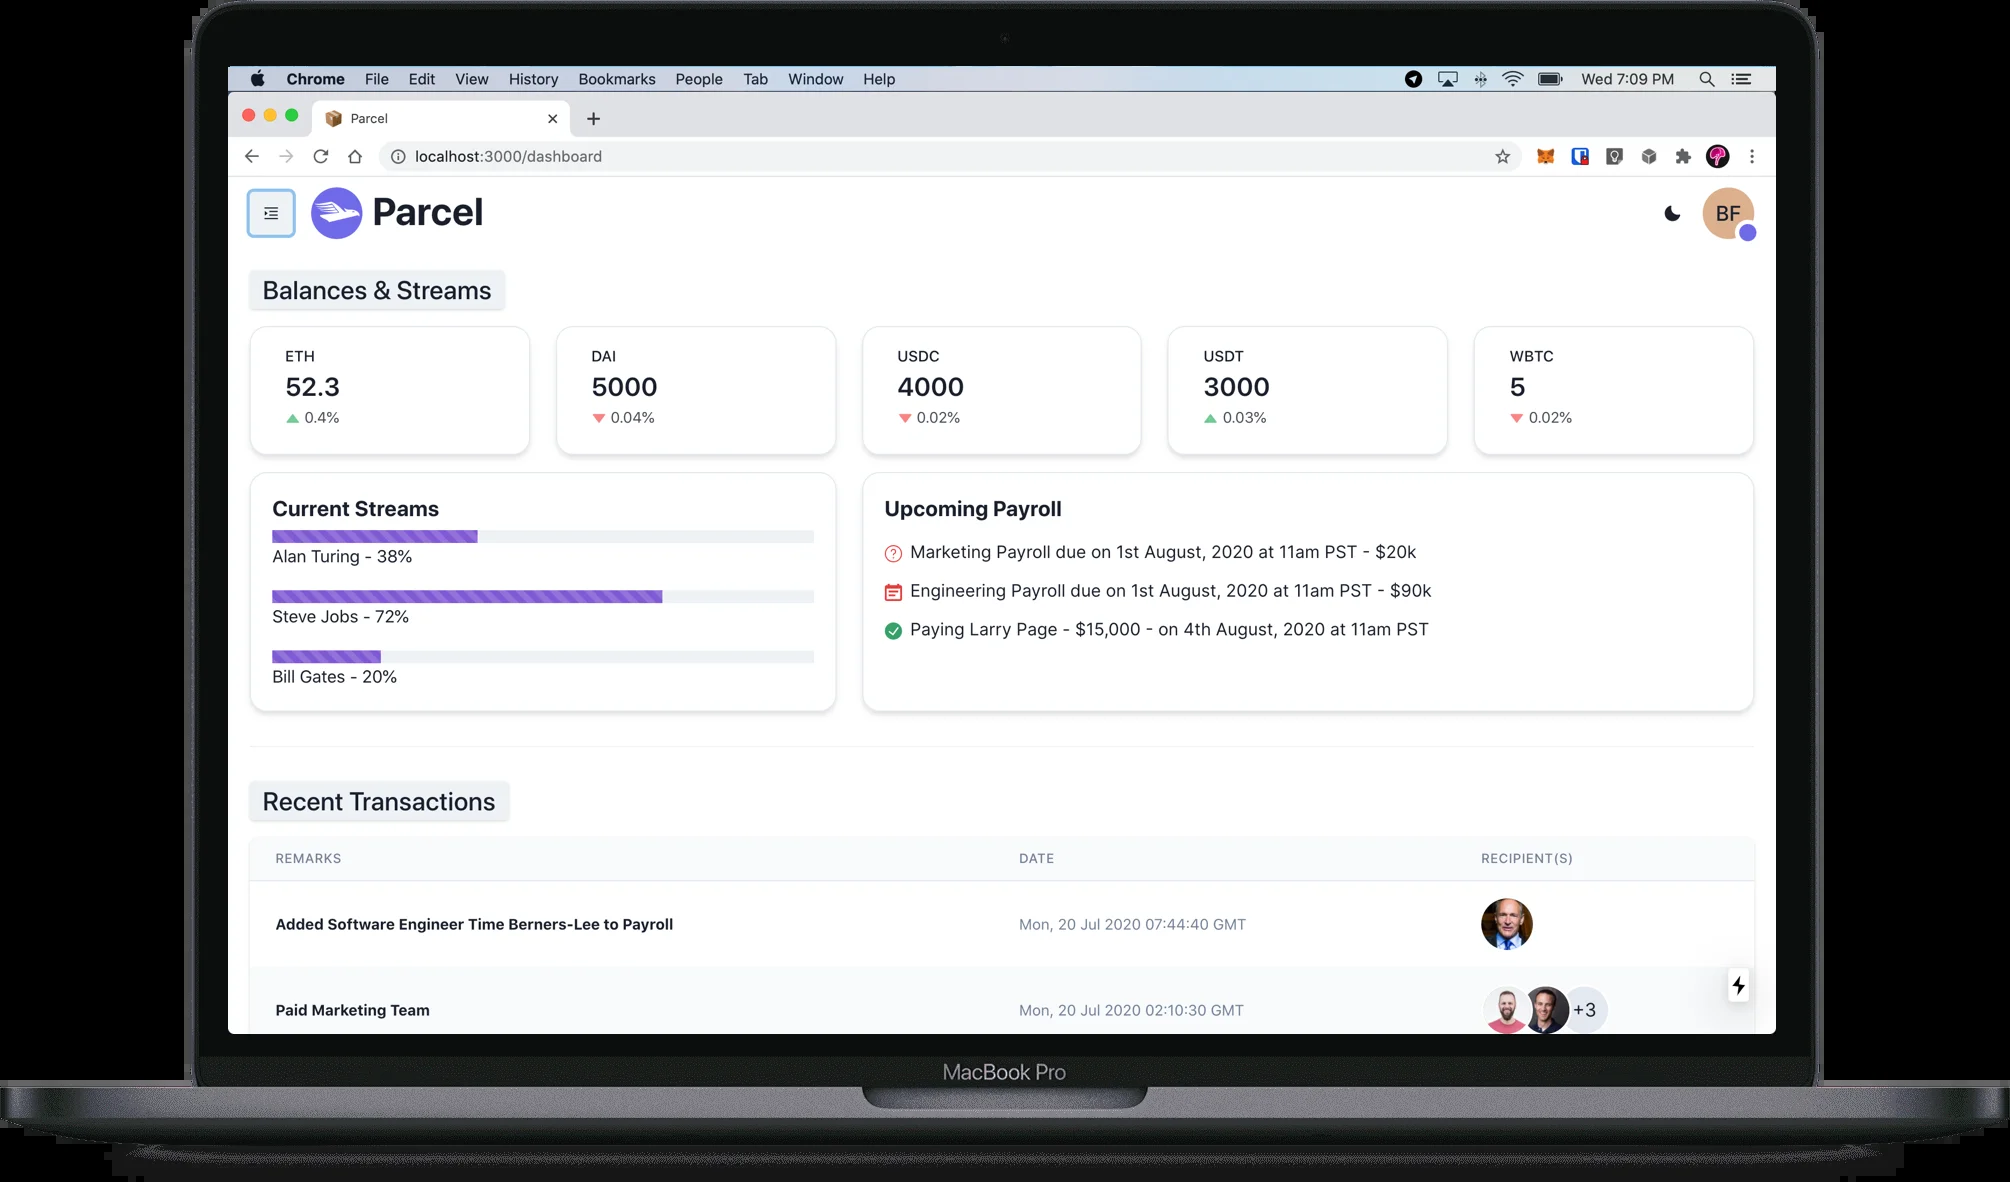 Chrome File Edit View History Bookmarks People Tab Window Help Wed 7:09 PM
Parcel
localhost:3000/dashboard
Parcel
BF
Balances & Streams
ETH
52.3
0.4%
DAI
5000
0.04%
USDC
4000
0.02%
USDT
3000
0.03%
WBTC
5
0.02%
Current Streams
Alan Turing - 38%
Steve Jobs - 72%
Bill Gates - 20%
Upcoming Payroll
Marketing Payroll due on 1st August, 2020 at 11am PST - $20k
Engineering Payroll due on 1st August, 2020 at 11am PST - $90k
Paying Larry Page - $15,000 - on 4th August, 2020 at 11am PST
Recent Transactions
REMARKS DATE RECIPIENT(S)
Added Software Engineer Time Berners-Lee to Payroll Mon, 20 Jul 2020 07:44:40 GMT
Paid Marketing Team Mon, 20 Jul 2020 02:10:30 GMT +3
MacBook Pro